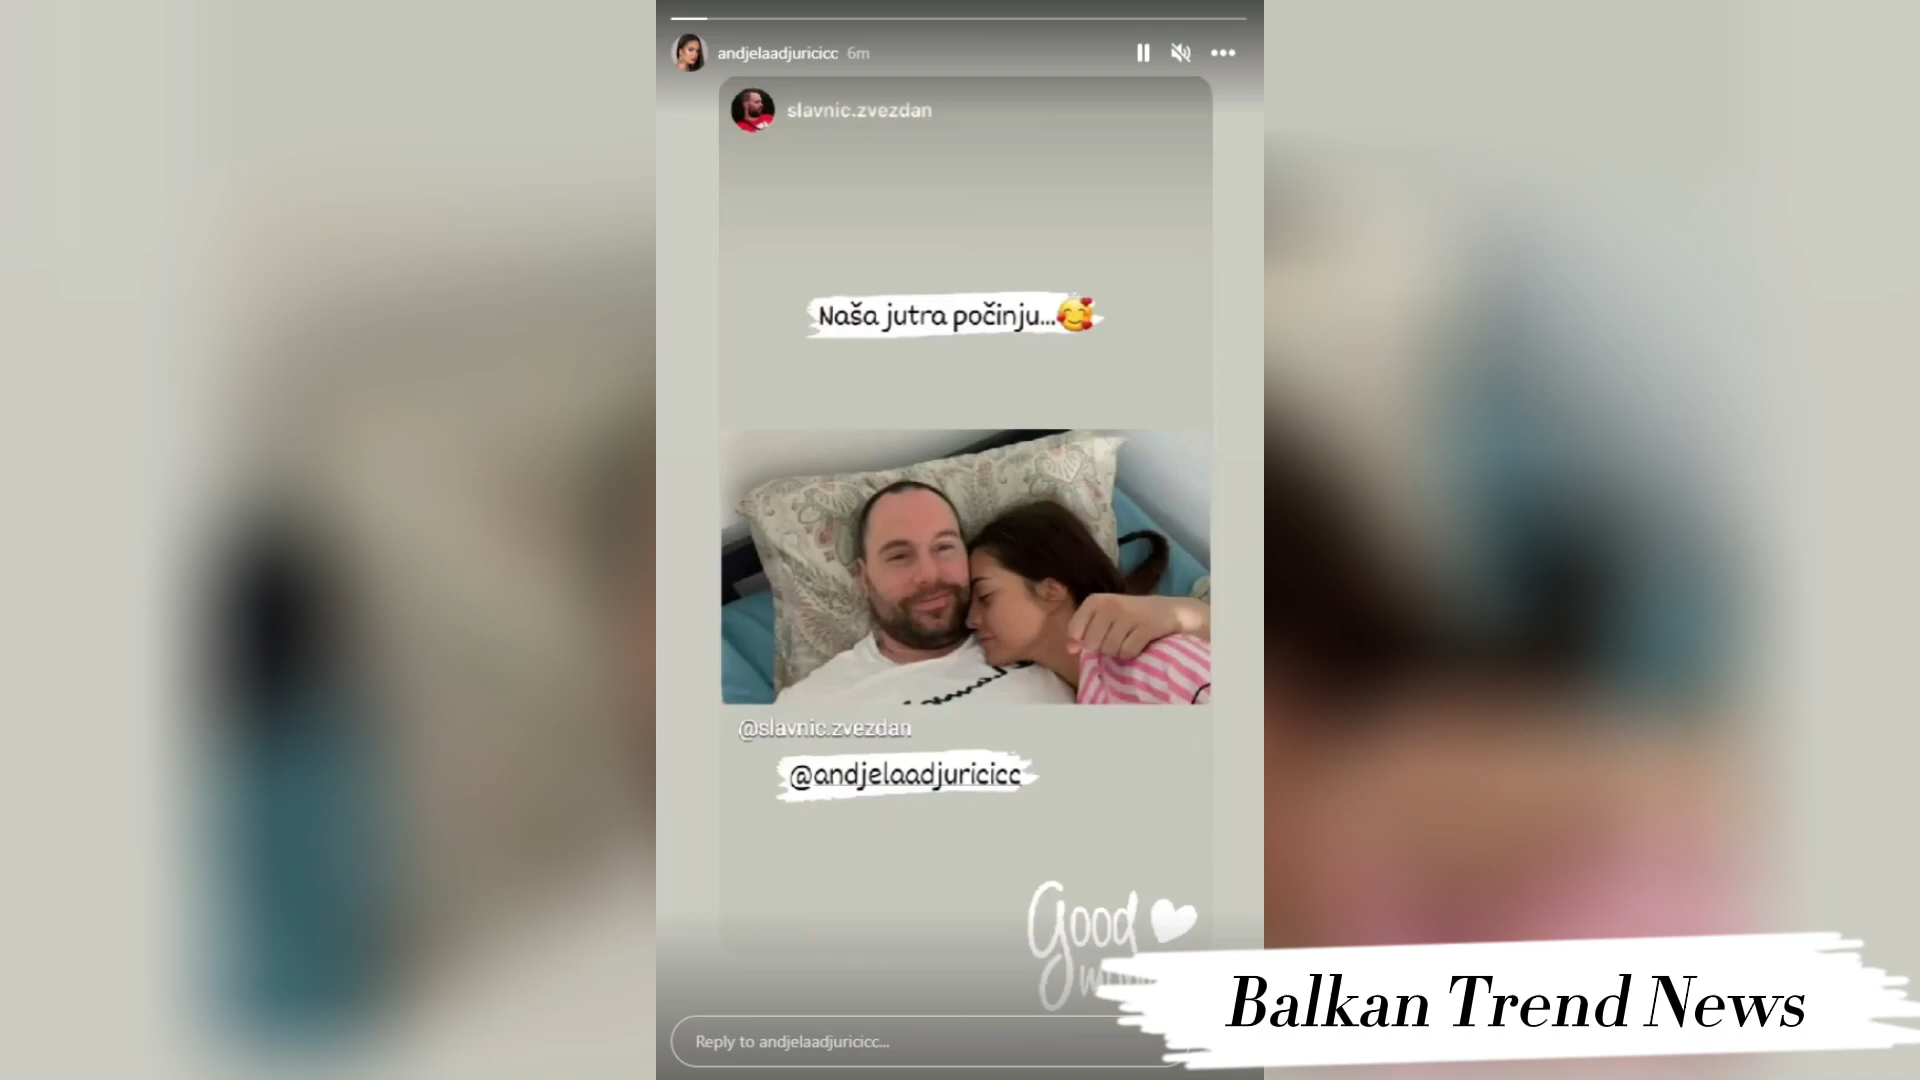 andjelaadjuricicc 6m
slavnic.zvezdan
Naša jutra počinju...🥰
@slavnic.zvezdan
@andjelaadjuricicc
Good
Reply to andjelaadjuricicc...
Balkan Trend News